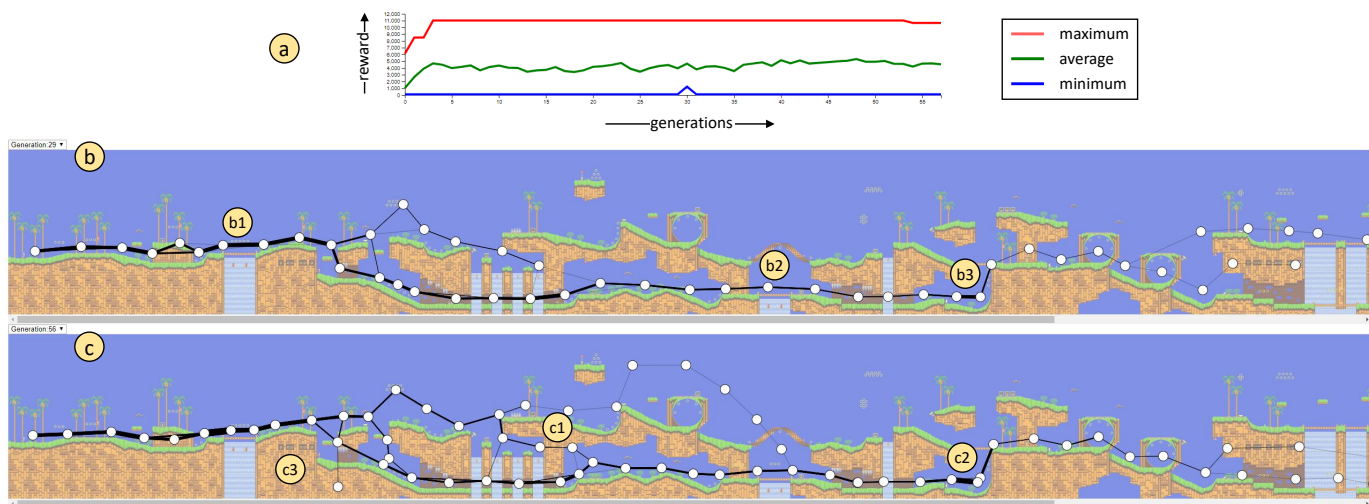 a
—reward→
12,000
11,000
10,000
9,000
8,000
7,000
6,000
5,000
4,000
3,000
2,000
1,000
0
0 5 10 15 20 25 30 35 40 45 50 55
generations
maximum
average
minimum
Generation:29 ▼
b
b1
b2
b3
Generation:56 ▼
c
c1
c2
c3